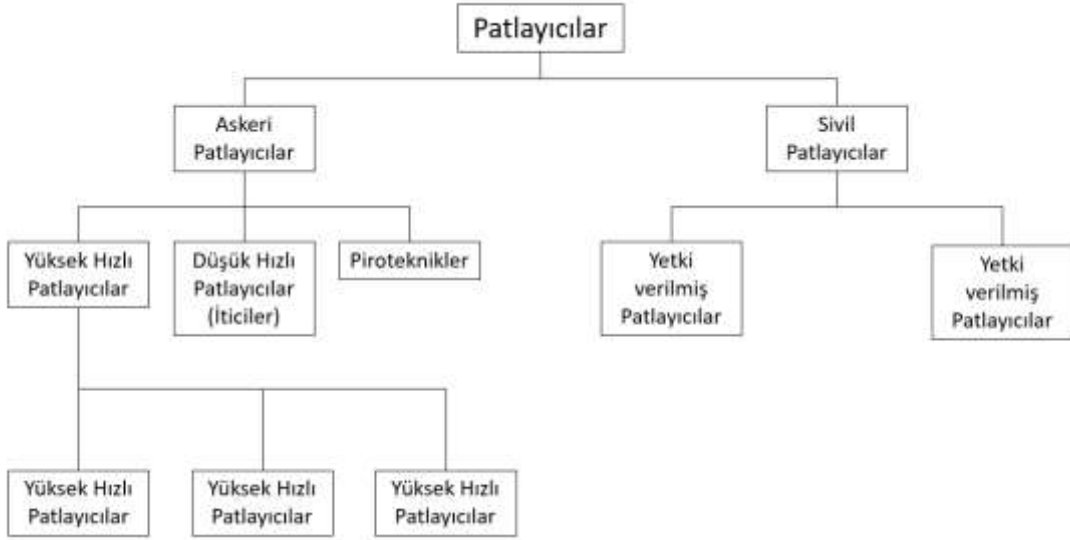 Patlayıcılar
Askeri
Patlayıcılar
Sivil
Patlayıcılar
Yüksek Hızlı
Patlayıcılar
Düşük Hızlı
Patlayıcılar
(İticiler)
Piroteknikler
Yetki
verilmiş
Patlayıcılar
Yetki
verilmiş
Patlayıcılar
Yüksek Hızlı
Patlayıcılar
Yüksek Hızlı
Patlayıcılar
Yüksek Hızlı
Patlayıcılar